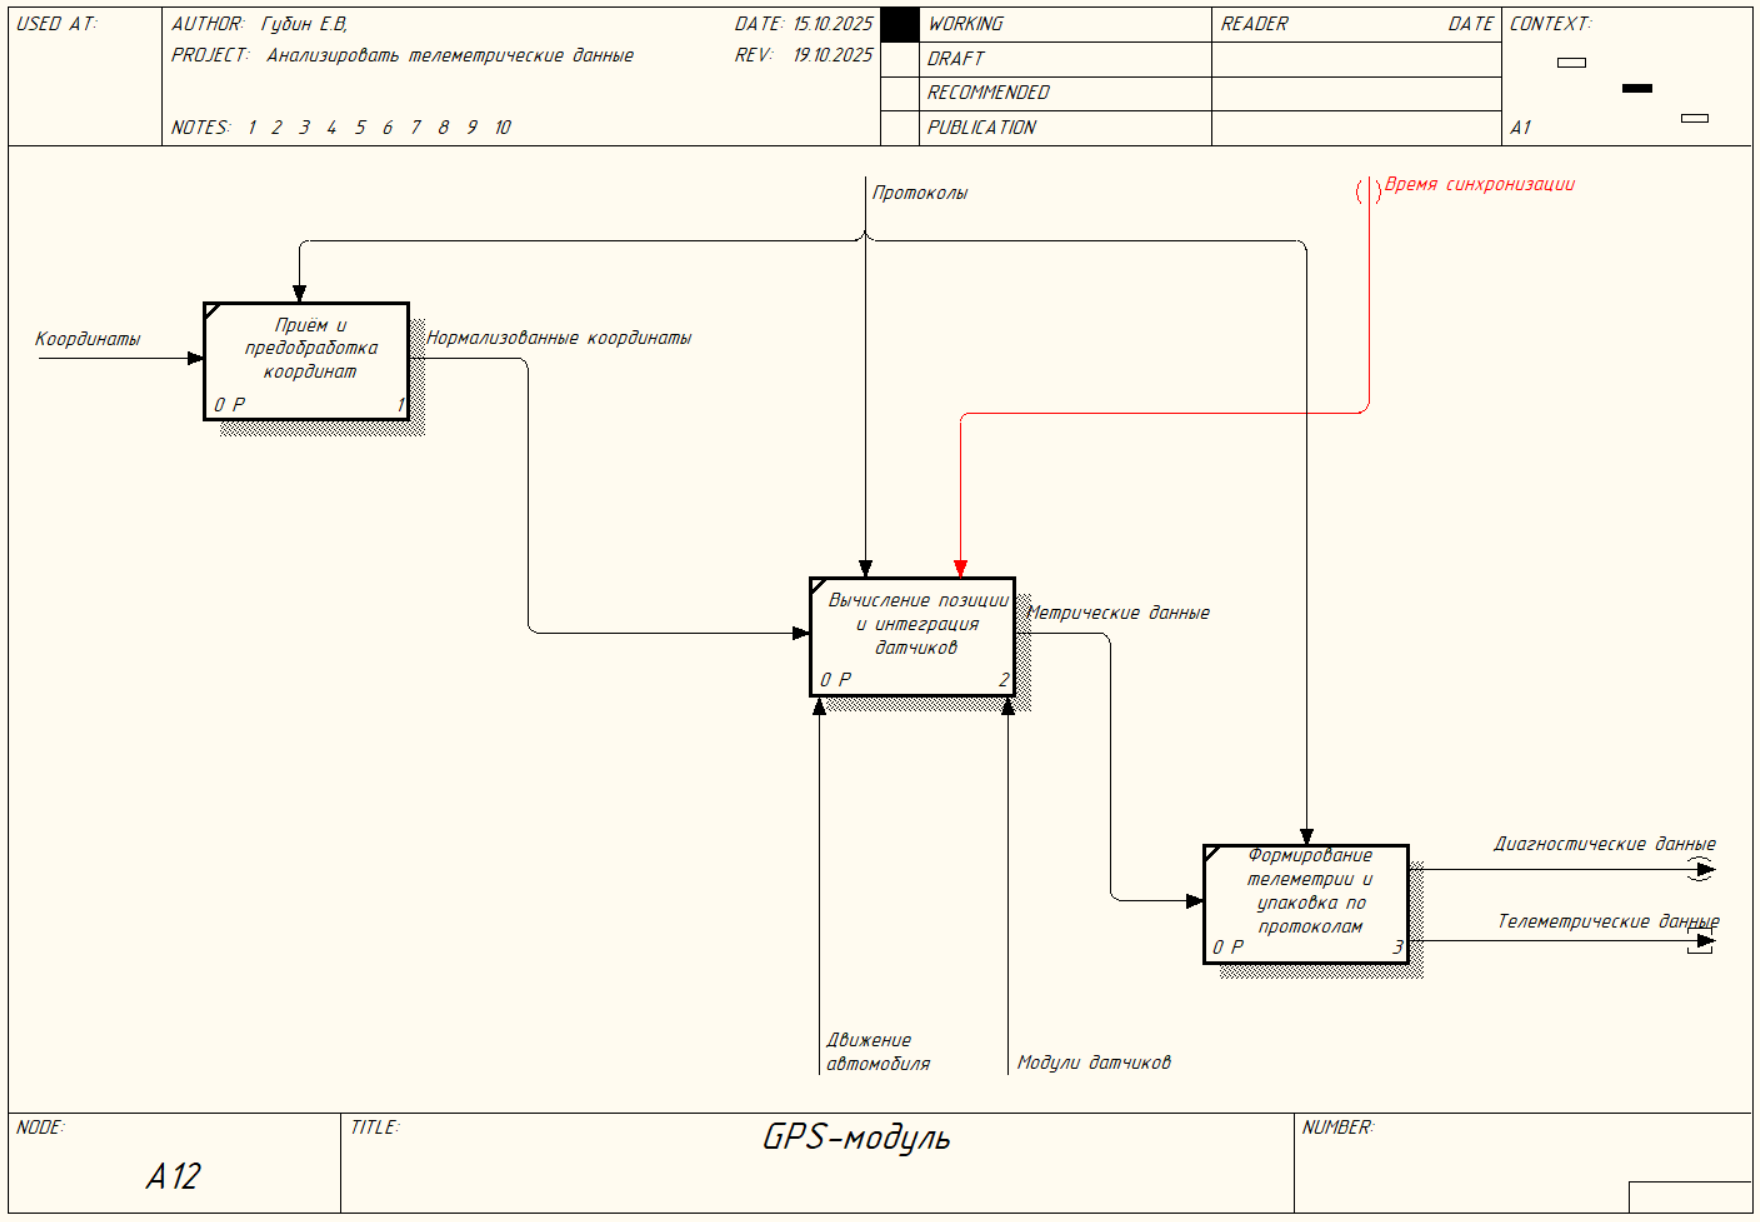 USED AT:
AUTHOR: Губин Е.В,
DATE: 15.10.2025
PROJECT: Анализировать телеметрические данные
REV: 19.10.2025
NOTES: 1 2 3 4 5 6 7 8 9 10
WORKING
DRAFT
RECOMMENDED
PUBLICATION
READER
DATE
CONTEXT:
A1
Протоколы
Время синхронизации
Координаты
Приём и
предобработка
координат
0 Р
1
Нормализованные координаты
Вычисление позиции
и интеграция
датчиков
0 Р
2
Метрические данные
Формирование
телеметрии и
упаковка по
протоколам
0 Р
3
Диагностические данные
Телеметрические данные
Движение
автомобиля
Модули датчиков
NODE:
A12
TITLE:
GPS-модуль
NUMBER: